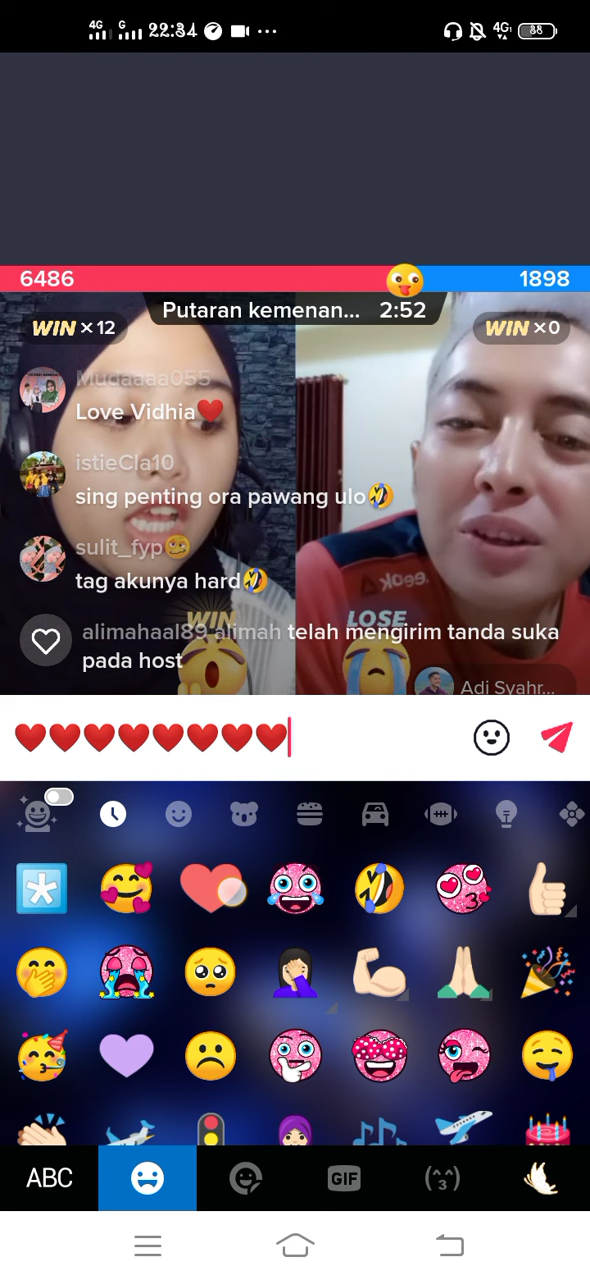 4G G 22:34 4G 88
6486 1898
Putaran kemenan... 2:52
WIN × 12 WIN × 0
Mudaaaa055
Love Vidhia❤️
istieCla10
sing penting ora pawang ulo🤣
sulit_fyp🥴
tag akunya hard🤣
WIN LOSE
alimahaal89 alimah telah mengirim tanda suka
pada host
Adi Syahr...
❤️❤️❤️❤️❤️❤️❤️❤️
ABC GIF